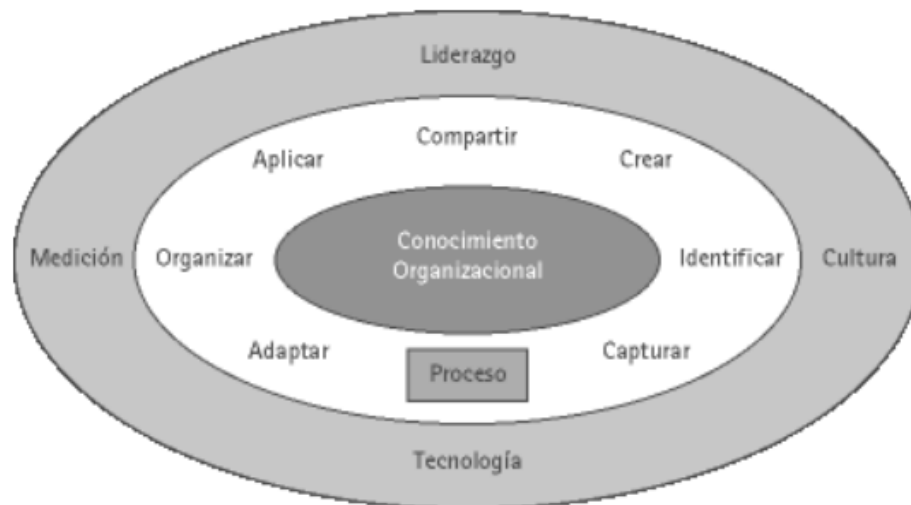 Liderazgo
Compartir
Aplicar
Crear
Conocimiento
Organizacional
Medición
Organizar
Identificar
Cultura
Adaptar
Capturar
Proceso
Tecnología